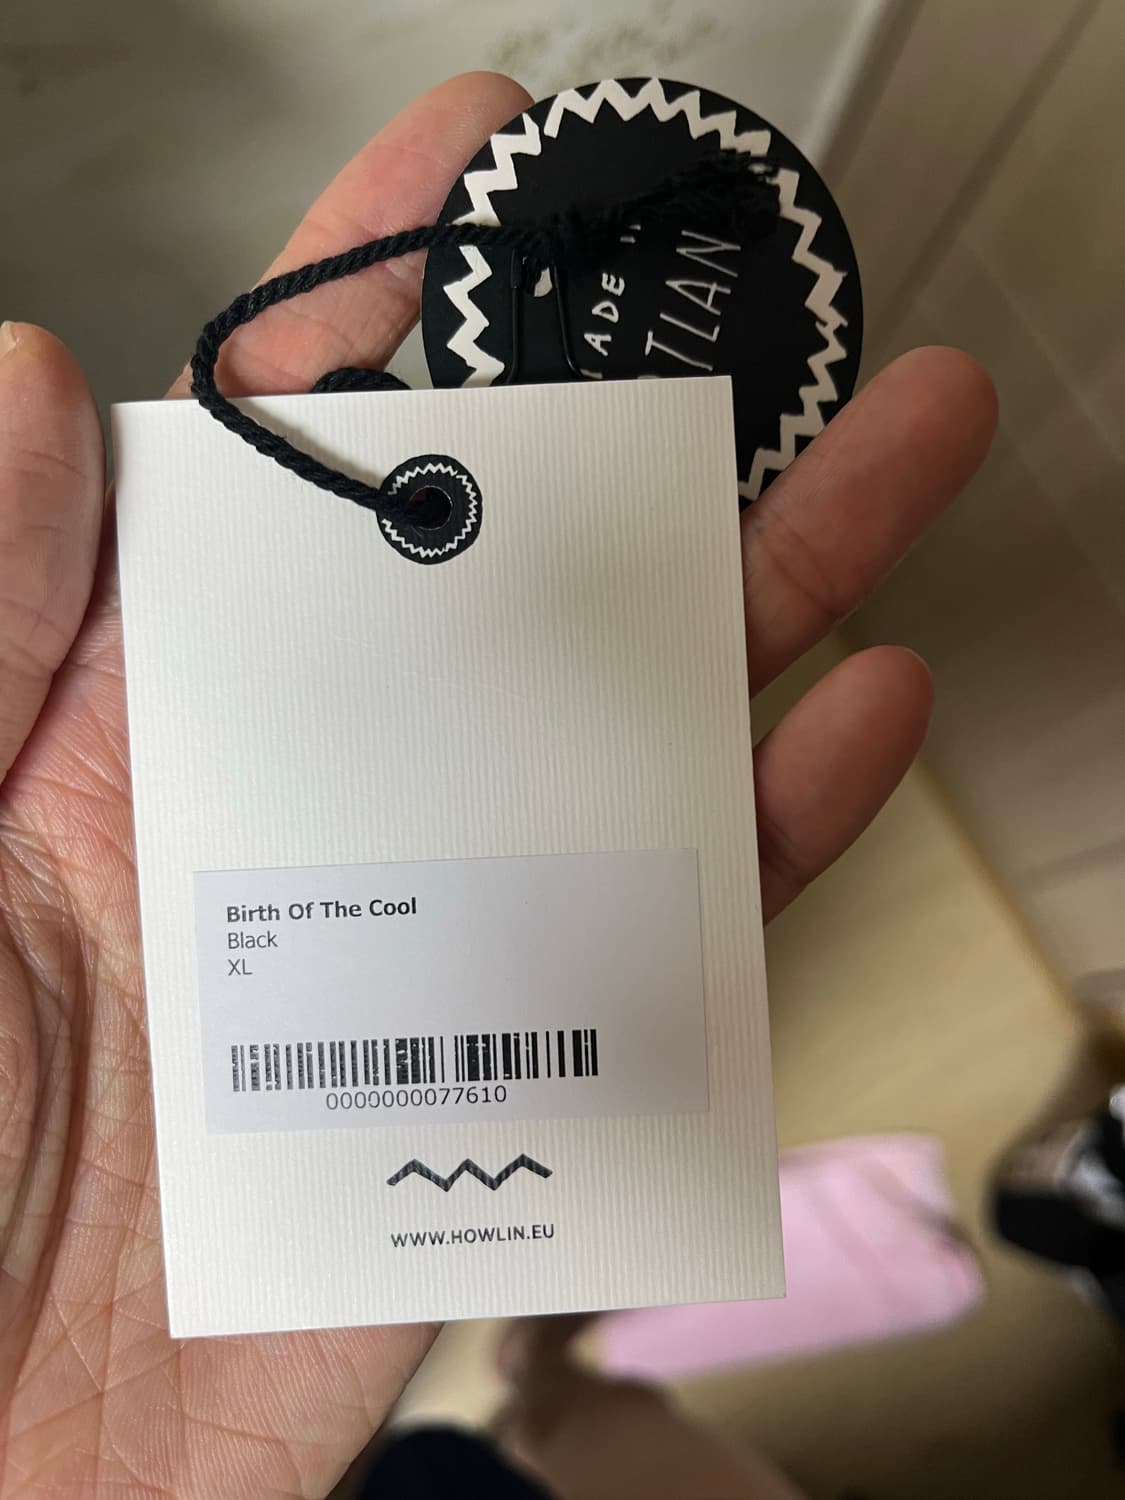 Birth Of The Cool
Black
XL
0000000077610
WWW.HOWLIN.EU